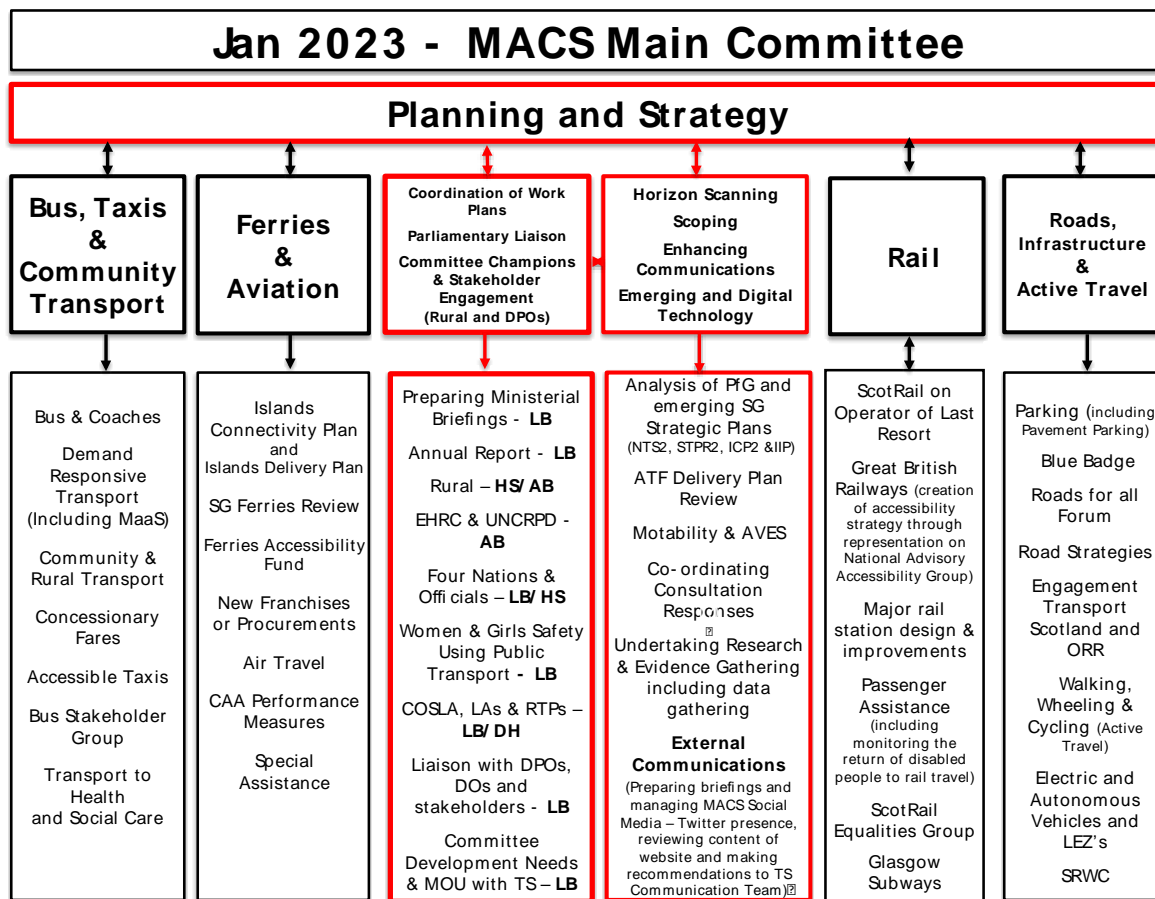 Jan 2023 - MACS Main Committee
Planning and Strategy
Bus, Taxis
&
Community
Transport
Ferries
&
Aviation
Coordination of Work
Plans
Parliamentary Liaison
Committee Champions
& Stakeholder
Engagement
(Rural and DPOs)
Horizon Scanning
Scoping
Enhancing
Communications
Emerging and Digital
Technology
Rail
Roads,
Infrastructure
&
Active Travel
Bus & Coaches
Demand
Responsive
Transport
(Including MaaS)
Community &
Rural Transport
Concessionary
Fares
Accessible Taxis
Bus Stakeholder
Group
Transport to
Health
and Social Care
Islands
Connectivity Plan
and
Islands Delivery Plan
SG Ferries Review
Ferries Accessibility
Fund
New Franchises
or Procurements
Air Travel
CAA Performance
Measures
Special
Assistance
Preparing Ministerial
Briefings - LB
Annual Report - LB
Rural – HS/ AB
EHRC & UNCRPD -
AB
Four Nations &
Officials – LB/ HS
Women & Girls Safety
Using Public
Transport - LB
COSLA, LAs & RTPs –
LB/ DH
Liaison with DPOs,
DOs and
stakeholders - LB
Committee
Development Needs
& MOU with TS – LB
Analysis of PfG and
emerging SG
Strategic Plans
(NTS2, STPR2, ICP2 &IIP)
ATF Delivery Plan
Review
Motability & AVES
Co- ordinating
Consultation
Responses
Undertaking Research
& Evidence Gathering
including data
gathering
External
Communications
(Preparing briefings and
managing MACS Social
Media – Twitter presence,
reviewing content of
website and making
recommendations to TS
Communication Team)
ScotRail on
Operator of Last
Resort
Great British
Railways (creation
of accessibility
strategy through
representation on
National Advisory
Accessibility Group)
Major rail
station design &
improvements
Passenger
Assistance
(including
monitoring the
return of disabled
people to rail travel)
ScotRail
Equalities Group
Glasgow
Subways
Parking (including
Pavement Parking)
Blue Badge
Roads for all
Forum
Road Strategies
Engagement
Transport
Scotland and
ORR
Walking,
Wheeling &
Cycling (Active
Travel)
Electric and
Autonomous
Vehicles and
LEZ's
SRWC